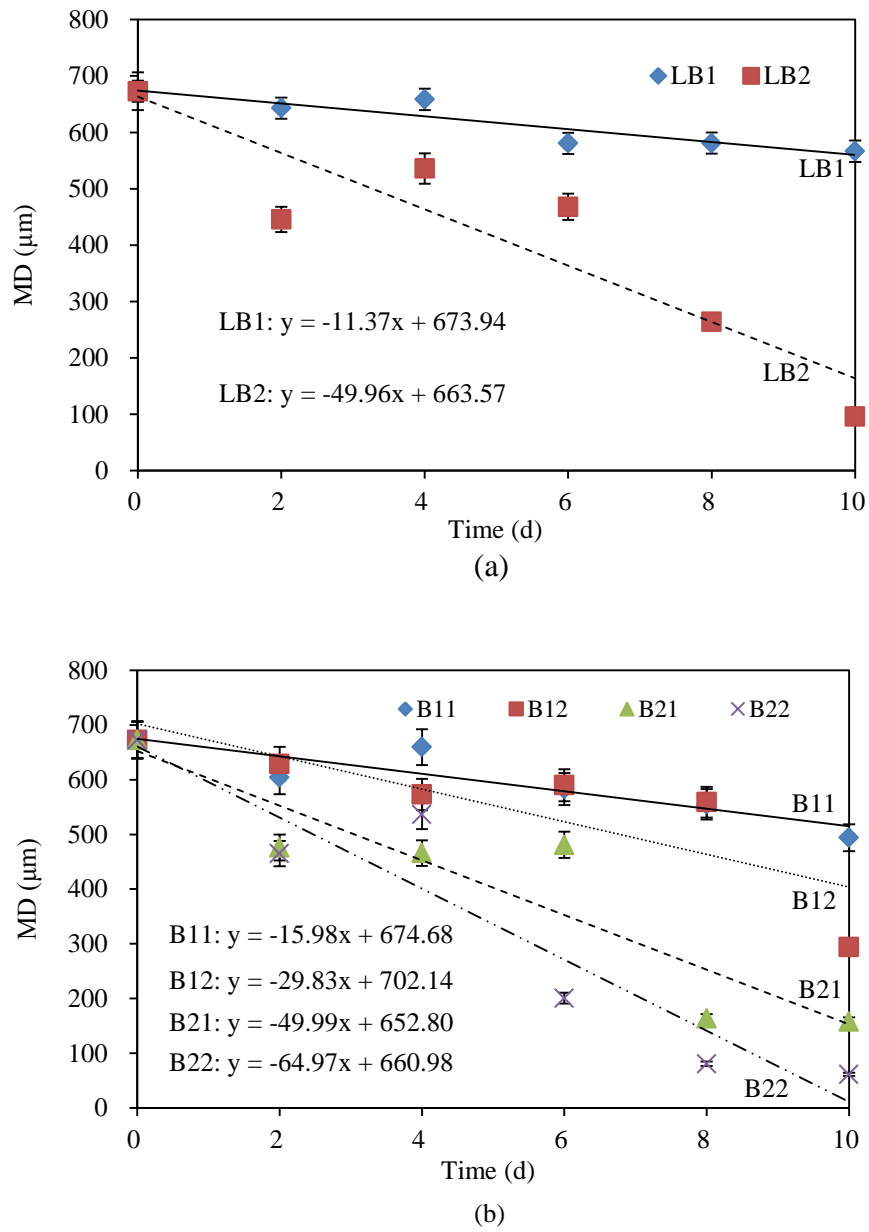 800
700
600
500
400
300
200
100
0
MD (µm)
LB1 LB2
LB1
LB1: y = -11.37x + 673.94
LB2
LB2: y = -49.96x + 663.57
0 2 4 6 8 10
Time (d)
(a)
800
700
600
500
400
300
200
100
0
MD (µm)
B11 B12 B21 B22
B11
B12
B11: y = -15.98x + 674.68
B12: y = -29.83x + 702.14
B21
B21: y = -49.99x + 652.80
B22: y = -64.97x + 660.98
B22
0 2 4 6 8 10
Time (d)
(b)